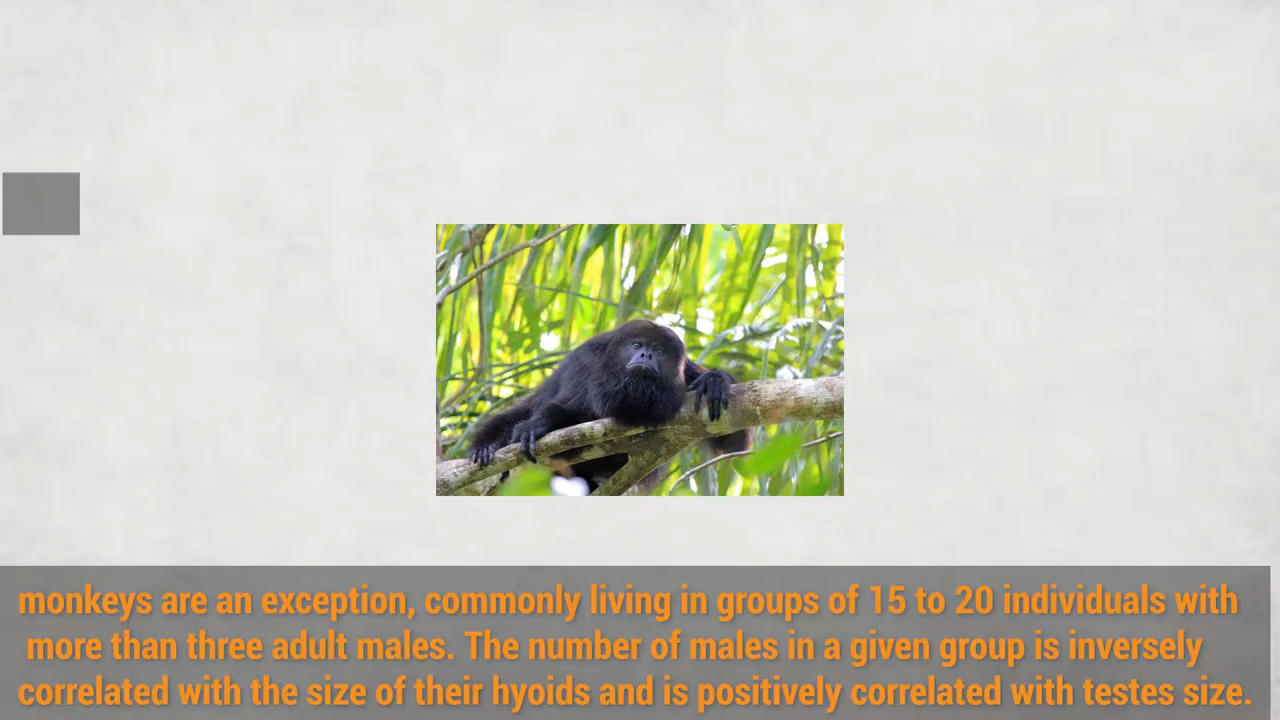 monkeys are an exception, commonly living in groups of 15 to 20 individuals with
more than three adult males. The number of males in a given group is inversely
correlated with the size of their hyoids and is positively correlated with testes size.